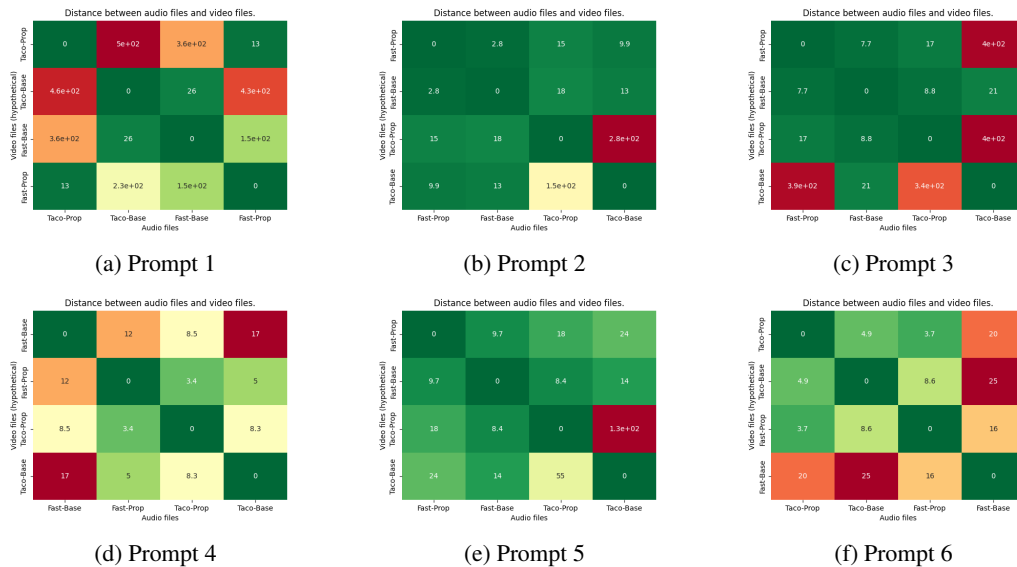 Distance between audio files and video files.
Video files (hypothetical)
Taco-Prop 0 5e+02 3.6e+02 13
Taco-Base 4.6e+02 0 26 4.3e+02
Fast-Base 3.6e+02 26 0 1.5e+02
Fast-Prop 13 2.3e+02 1.5e+02 0
Taco-Prop Taco-Base Fast-Base Fast-Prop
Audio files
(a) Prompt 1
Distance between audio files and video files.
Video files (hypothetical)
Fast-Prop 0 2.8 15 9.9
Fast-Base 2.8 0 18 13
Taco-Prop 15 18 0 2.8e+02
Taco-Base 9.9 13 1.5e+02 0
Fast-Prop Fast-Base Taco-Prop Taco-Base
Audio files
(b) Prompt 2
Distance between audio files and video files.
Video files (hypothetical)
Fast-Prop 0 7.7 17 4e+02
Fast-Base 7.7 0 8.8 21
Taco-Prop 17 8.8 0 4e+02
Taco-Base 3.9e+02 21 3.4e+02 0
Fast-Prop Fast-Base Taco-Prop Taco-Base
Audio files
(c) Prompt 3
Distance between audio files and video files.
Video files (hypothetical)
Fast-Base 0 12 8.5 17
Fast-Prop 12 0 3.4 5
Taco-Prop 8.5 3.4 0 8.3
Taco-Base 17 5 8.3 0
Fast-Base Fast-Prop Taco-Prop Taco-Base
Audio files
(d) Prompt 4
Distance between audio files and video files.
Video files (hypothetical)
Fast-Prop 0 9.7 18 24
Fast-Base 9.7 0 8.4 14
Taco-Prop 18 8.4 0 1.3e+02
Taco-Base 24 14 55 0
Fast-Prop Fast-Base Taco-Prop Taco-Base
Audio files
(e) Prompt 5
Distance between audio files and video files.
Video files (hypothetical)
Taco-Prop 0 4.9 3.7 20
Taco-Base 4.9 0 8.6 25
Fast-Prop 3.7 8.6 0 16
Fast-Base 20 25 16 0
Taco-Prop Taco-Base Fast-Prop Fast-Base
Audio files
(f) Prompt 6